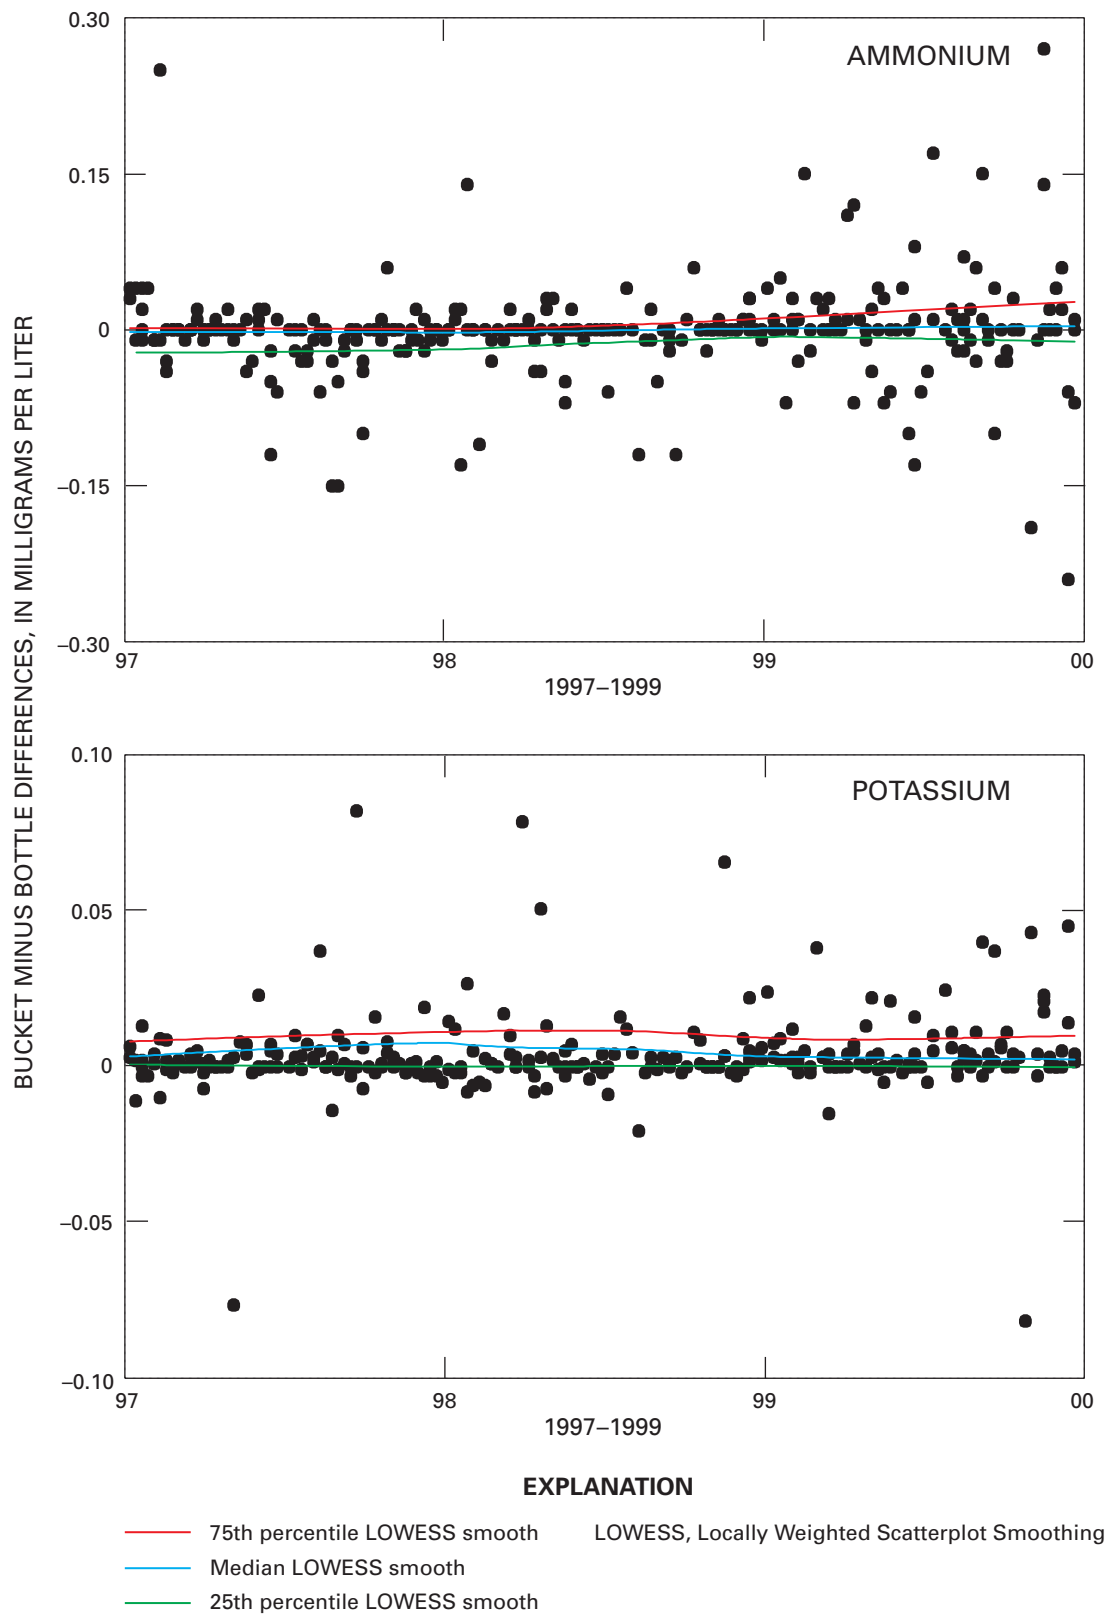 BUCKET MINUS BOTTLE DIFFERENCES, IN MILLIGRAMS PER LITER
AMMONIUM
0.30
0.15
0
−0.15
−0.30
97 98 99 00
1997–1999
POTASSIUM
0.10
0.05
0
−0.05
−0.10
97 98 99 00
1997–1999
EXPLANATION
75th percentile LOWESS smooth LOWESS, Locally Weighted Scatterplot Smoothing
Median LOWESS smooth
25th percentile LOWESS smooth